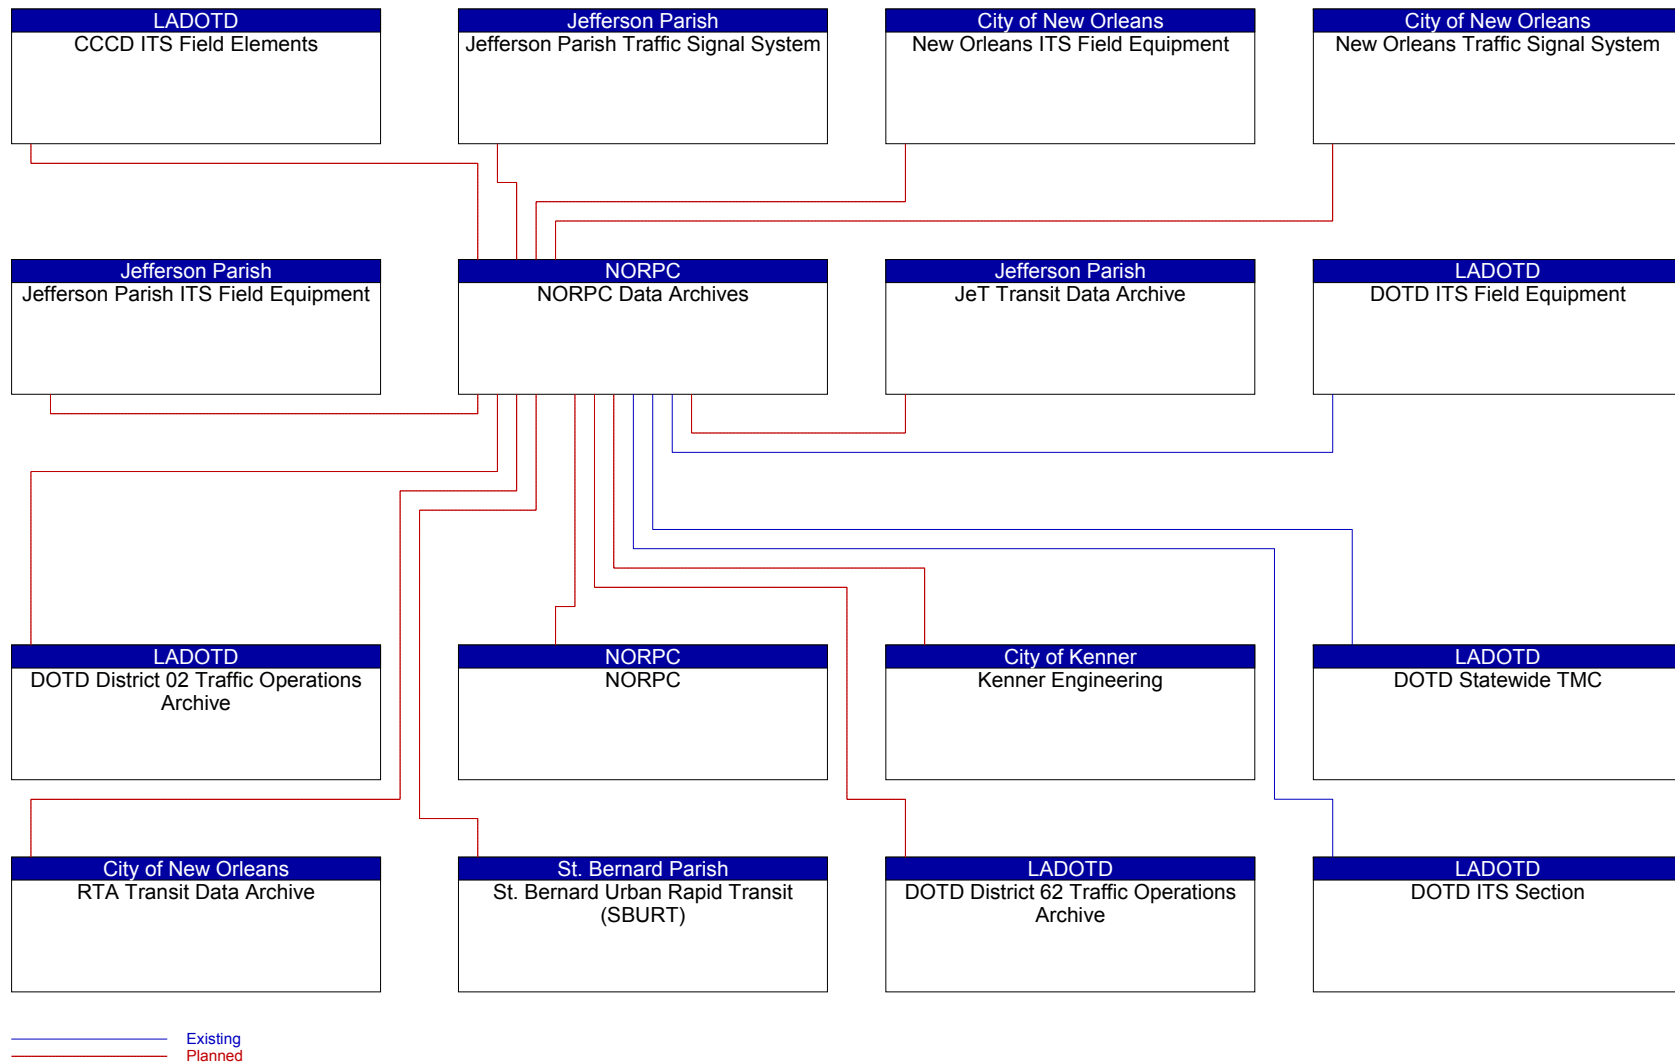 LADOTD
CCCD ITS Field Elements
Jefferson Parish
Jefferson Parish Traffic Signal System
City of New Orleans
New Orleans ITS Field Equipment
City of New Orleans
New Orleans Traffic Signal System
Jefferson Parish
Jefferson Parish ITS Field Equipment
NORPC
NORPC Data Archives
Jefferson Parish
JeT Transit Data Archive
LADOTD
DOTD ITS Field Equipment
LADOTD
DOTD District 02 Traffic Operations
Archive
NORPC
NORPC
City of Kenner
Kenner Engineering
LADOTD
DOTD Statewide TMC
City of New Orleans
RTA Transit Data Archive
St. Bernard Parish
St. Bernard Urban Rapid Transit
(SBURT)
LADOTD
DOTD District 62 Traffic Operations
Archive
LADOTD
DOTD ITS Section
Existing
Planned